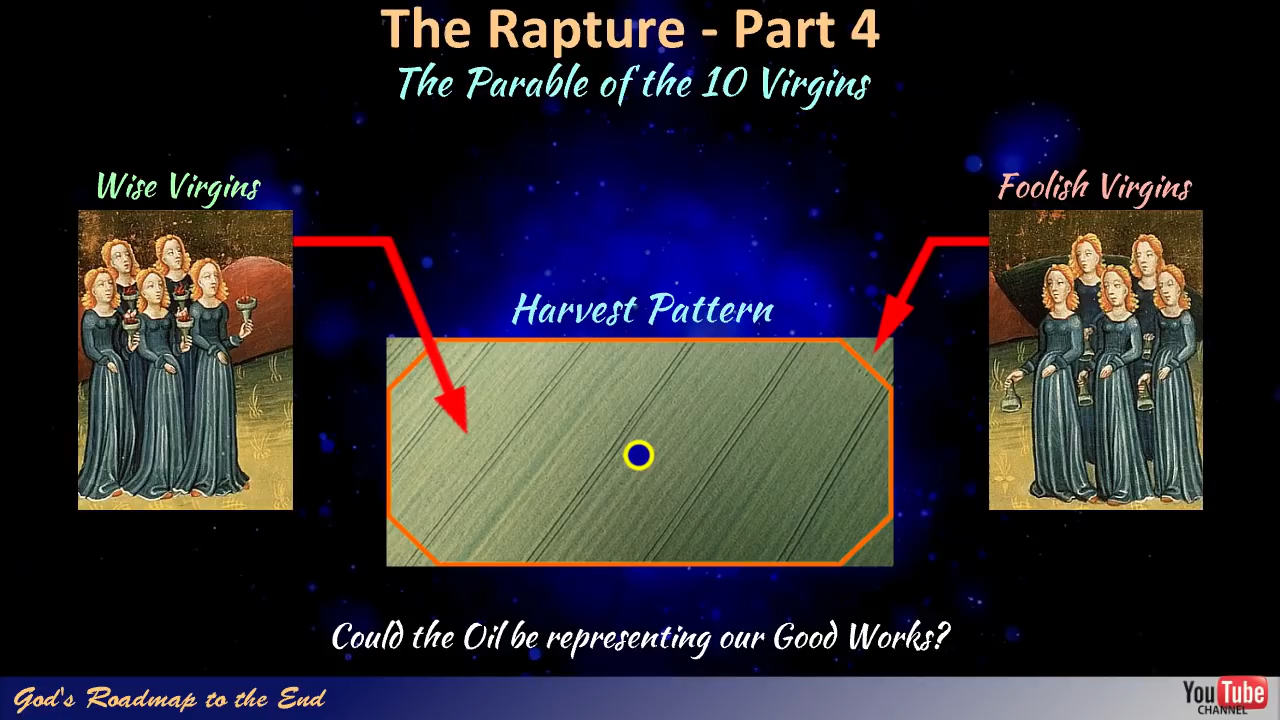 The Rapture - Part 4
The Parable of the 10 Virgins
Wise Virgins
Foolish Virgins
Harvest Pattern
Could the Oil be representing our Good Works?
God's Roadmap to the End
YouTube
CHANNEL